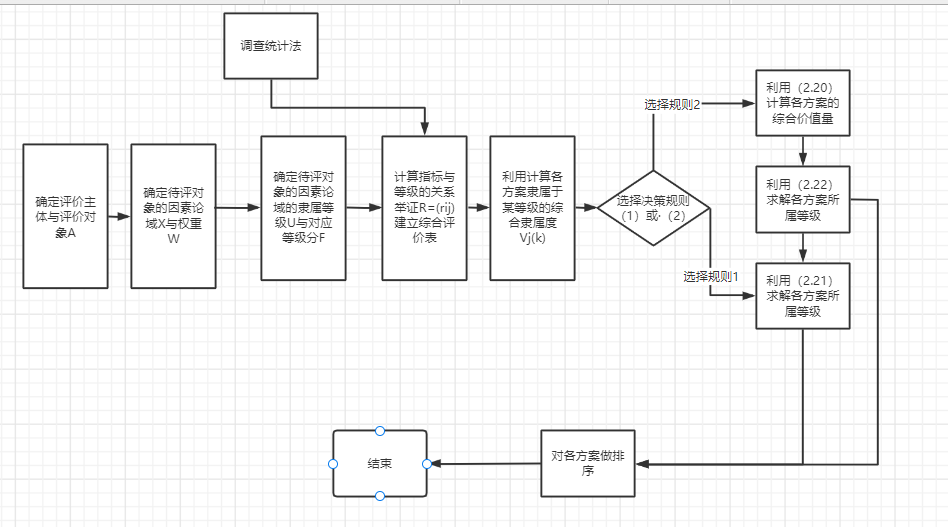 调查统计法
确定评价主
体与评价对
象A
确定待评对
象的因素论
域X与权重
W
确定待评对
象的因素论
域的隶属等
级U与对应
等级分F
计算指标与
等级的关系
举证R=(rij)
建立综合评
价表
利用计算各
方案隶属于
某等级的综
合隶属度
Vj(k)
选择决策规则
（1）或·（2）
选择规则2
选择规则1
利用（2.20）
计算各方案的
综合价值量
利用（2.22）
求解各方案所
属等级
利用（2.21）
求解各方案所
属等级
对各方案做排
序
结束